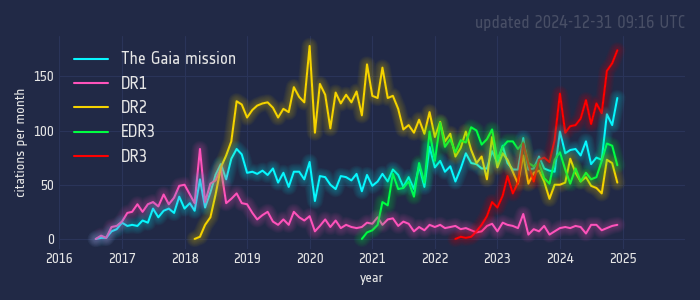 updated 2024-12-31 09:16 UTC
The Gaia mission
DR1
DR2
EDR3
DR3
citations per month
150
100
50
0
2016 2017 2018 2019 2020 2021 2022 2023 2024 2025
year